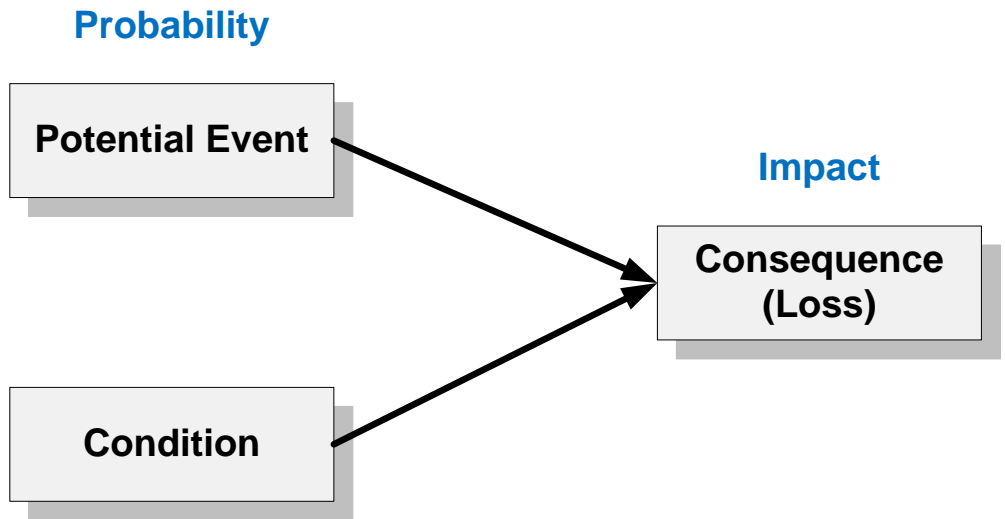 Probability
Potential Event
Impact
Consequence
(Loss)
Condition